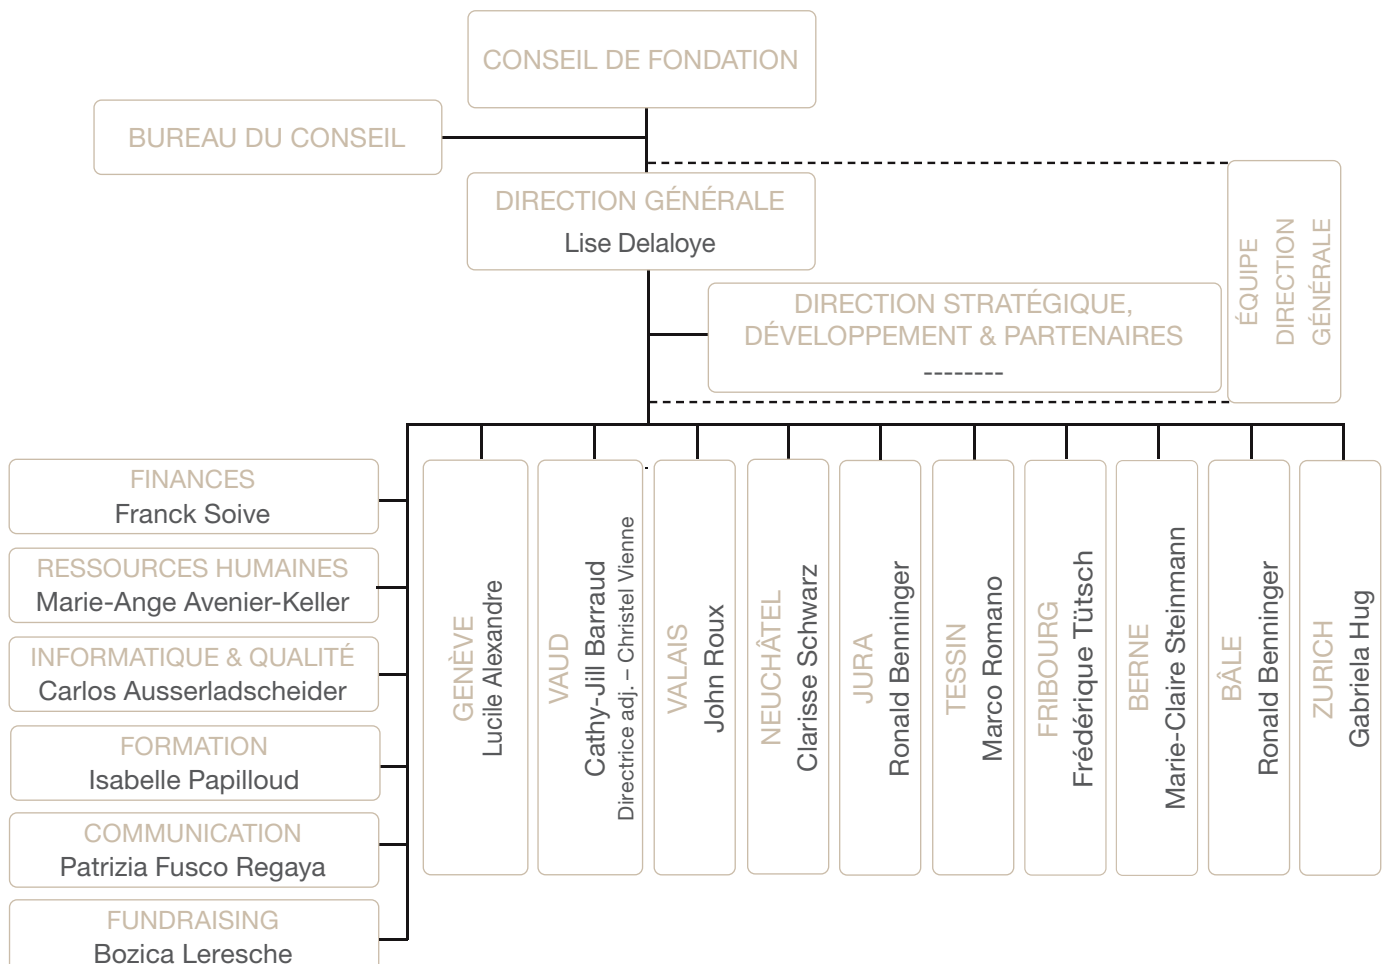 CONSEIL DE FONDATION
BUREAU DU CONSEIL
DIRECTION GÉNÉRALE
Lise Delaloye
ÉQUIPE
DIRECTION
GÉNÉRALE
DIRECTION STRATÉGIQUE,
DÉVELOPPEMENT & PARTENAIRES
--------
FINANCES
Franck Soive
RESSOURCES HUMAINES
Marie-Ange Avenier-Keller
INFORMATIQUE & QUALITÉ
Carlos Ausserladscheider
FORMATION
Isabelle Papilloud
COMMUNICATION
Patrizia Fusco Regaya
FUNDRAISING
Bozica Leresche
GENÈVE
Lucile Alexandre
VAUD
Cathy-Jill Barraud
Directrice adj. – Christel Vienne
VALAIS
John Roux
NEUCHÂTEL
Clarisse Schwarz
JURA
Ronald Benninger
TESSIN
Marco Romano
FRIBOURG
Frédérique Tütsch
BERNE
Marie-Claire Steinmann
BÂLE
Ronald Benninger
ZURICH
Gabriela Hug